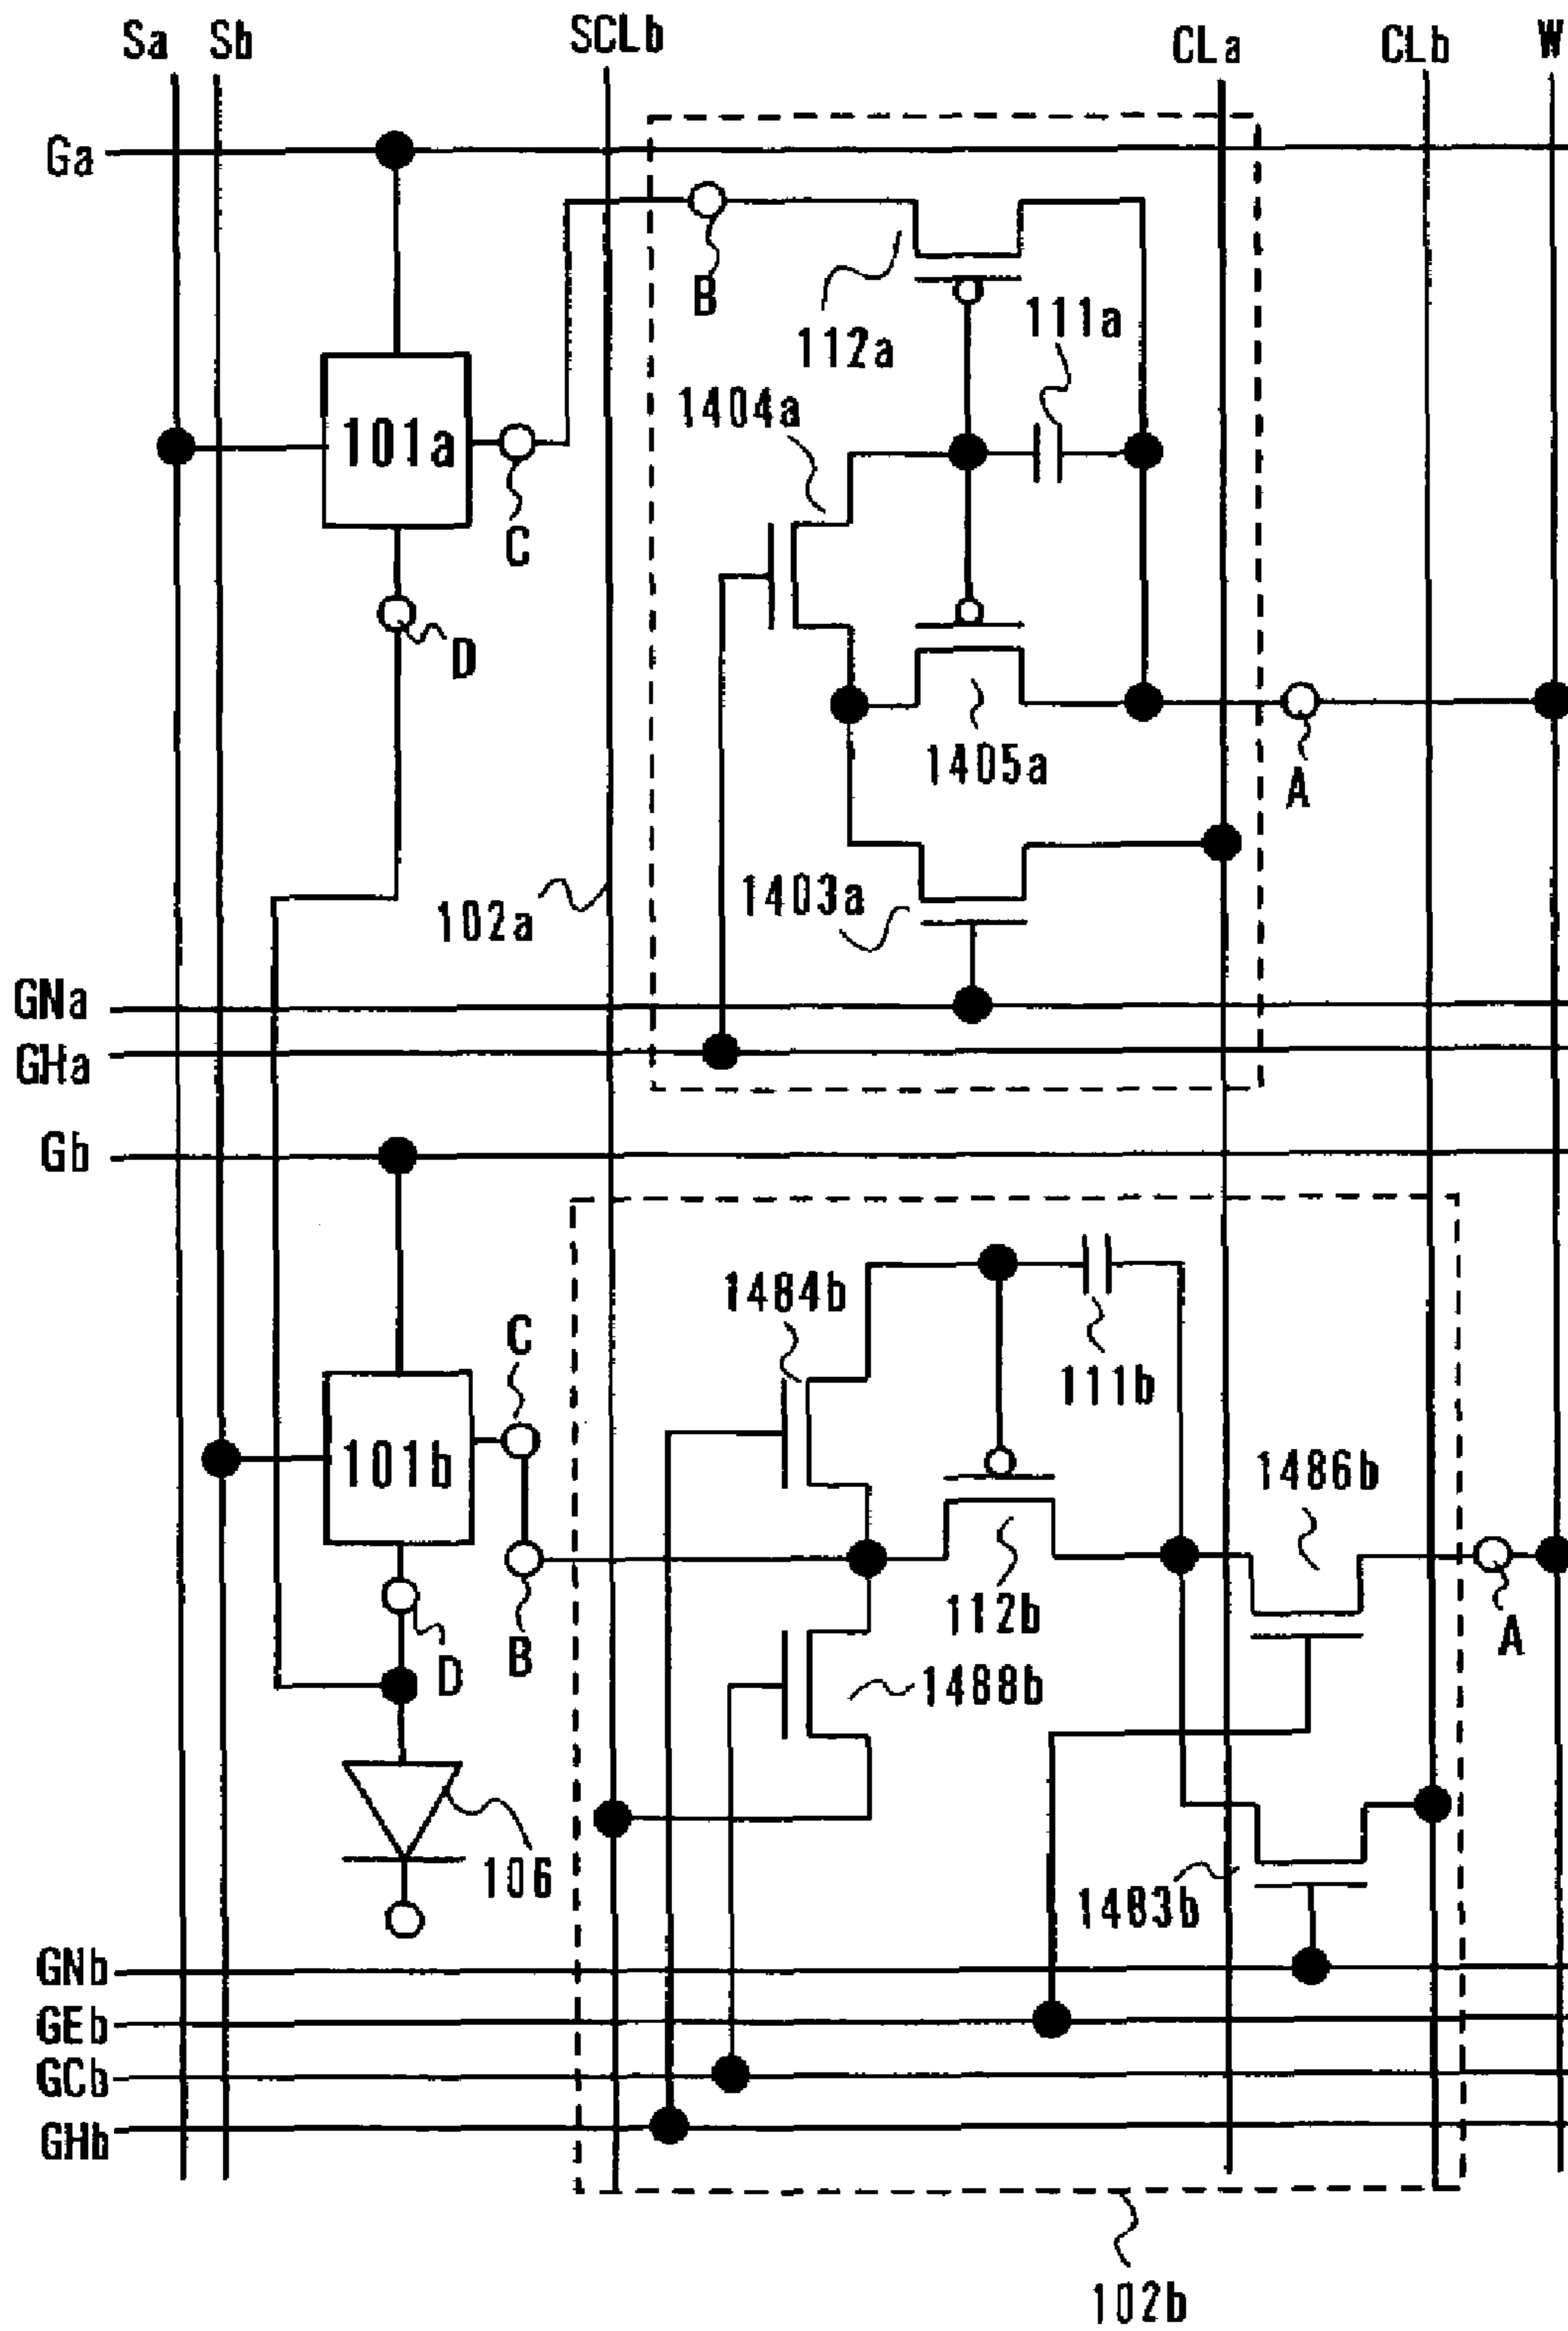 Sa Sb SCLb CLa CLb W
Ga
B
112a
111a
1404a
101a
C
D
1405a
A
102a
1403a
GNa
GHa
Gb
1484b
C
111b
101b
1486b
B
D
112b
A
1488b
106
1483b
GNb
GEb
GCb
GHb
102b